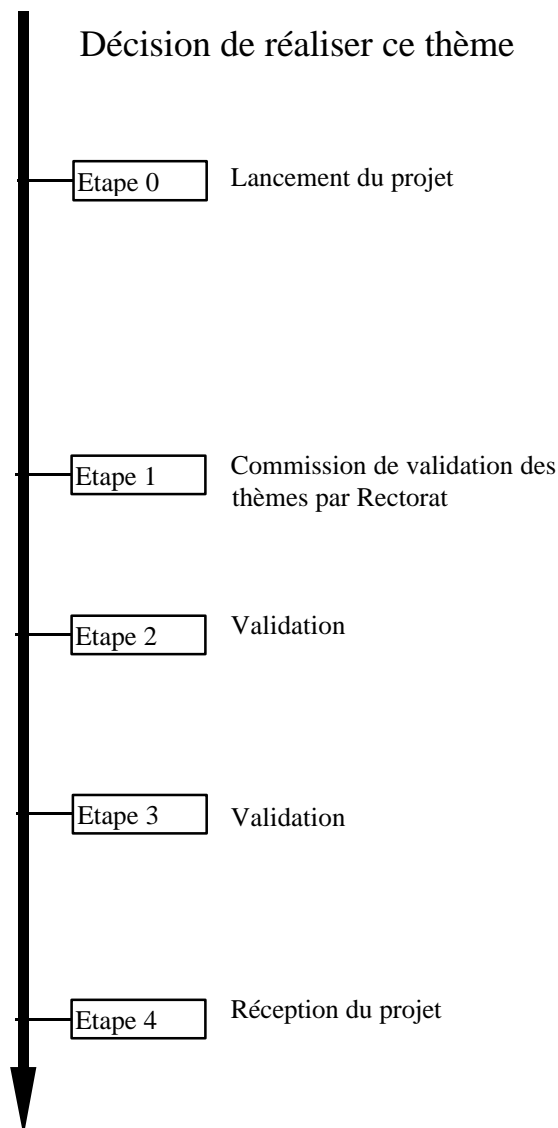 Décision de réaliser ce thème
Etape 0
Lancement du projet
Etape 1
Commission de validation des
thèmes par Rectorat
Etape 2
Validation
Etape 3
Validation
Etape 4
Réception du projet